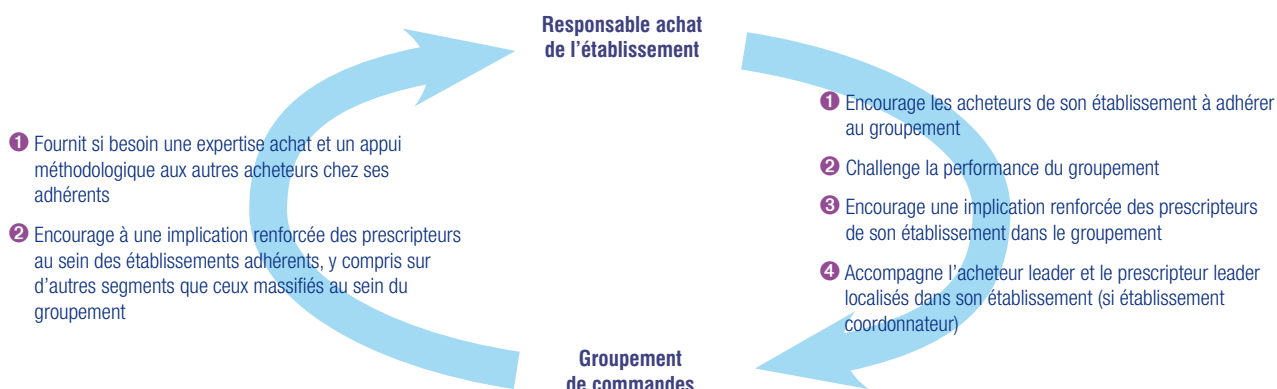 Responsable achat
de l'établissement
❶ Fournit si besoin une expertise achat et un appui
méthodologique aux autres acheteurs chez ses
adhérents
❷ Encourage à une implication renforcée des prescripteurs
au sein des établissements adhérents, y compris sur
d'autres segments que ceux massifiés au sein du
groupement
❶ Encourage les acheteurs de son établissement à adhérer
au groupement
❷ Challenge la performance du groupement
❸ Encourage une implication renforcée des prescripteurs
de son établissement dans le groupement
❹ Accompagne l'acheteur leader et le prescripteur leader
localisés dans son établissement (si établissement
coordonnateur)
Groupement
de commandes